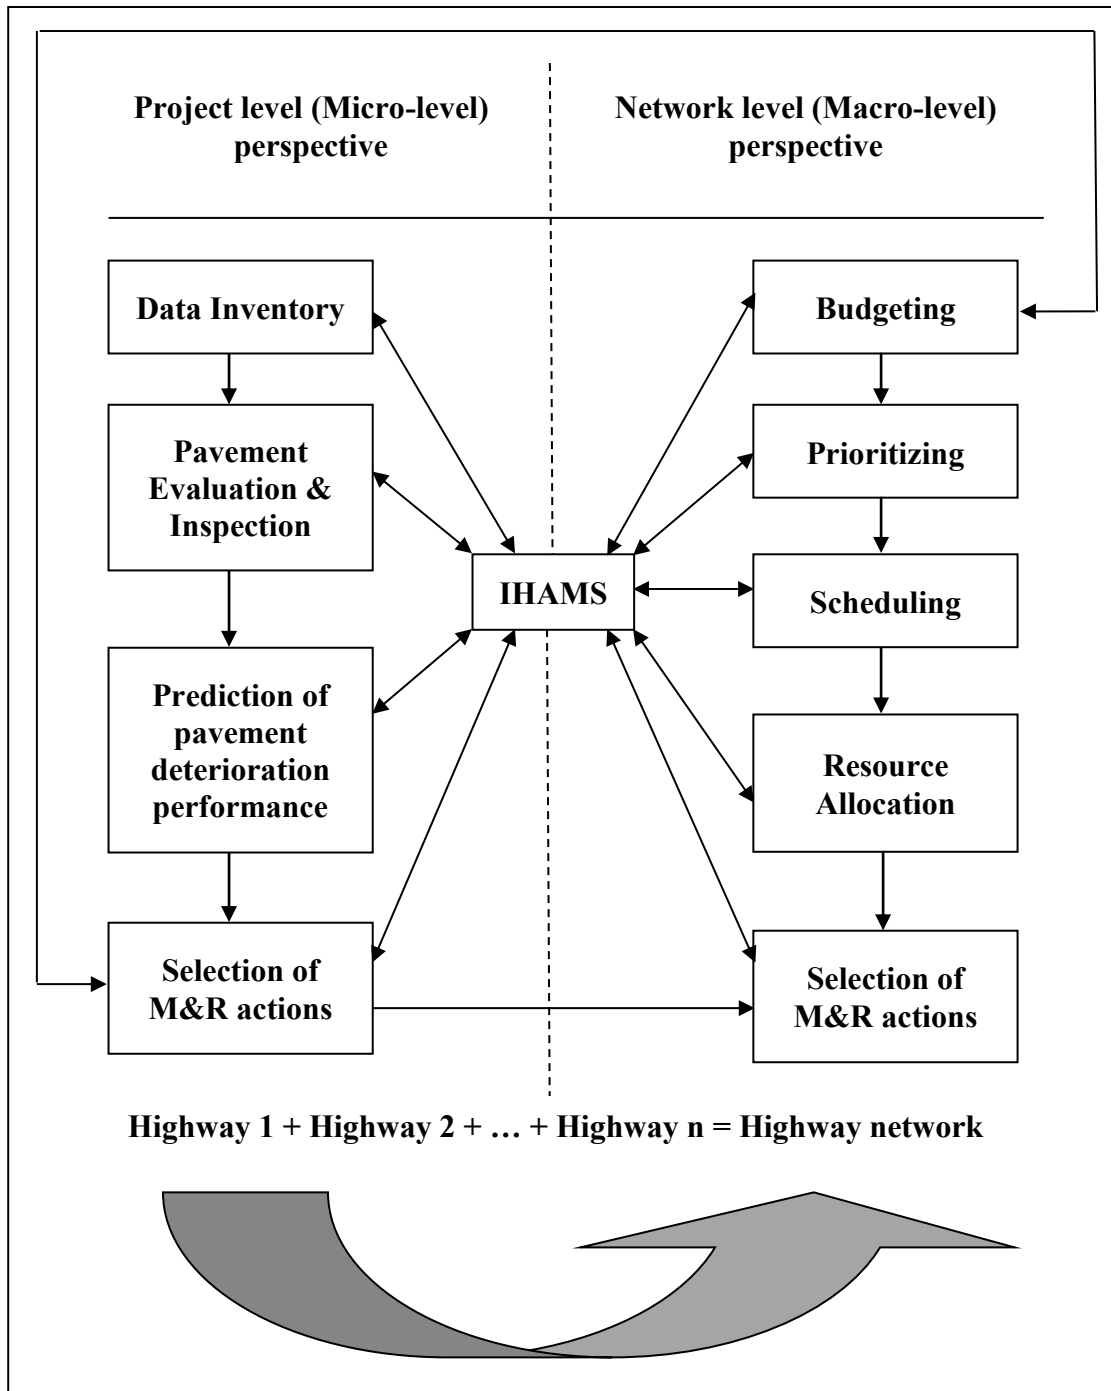 Project level (Micro-level)
perspective
Network level (Macro-level)
perspective
Data Inventory
Pavement
Evaluation &
Inspection
Prediction of
pavement
deterioration
performance
Selection of
M&R actions
IHAMS
Budgeting
Prioritizing
Scheduling
Resource
Allocation
Selection of
M&R actions
Highway 1 + Highway 2 + … + Highway n = Highway network